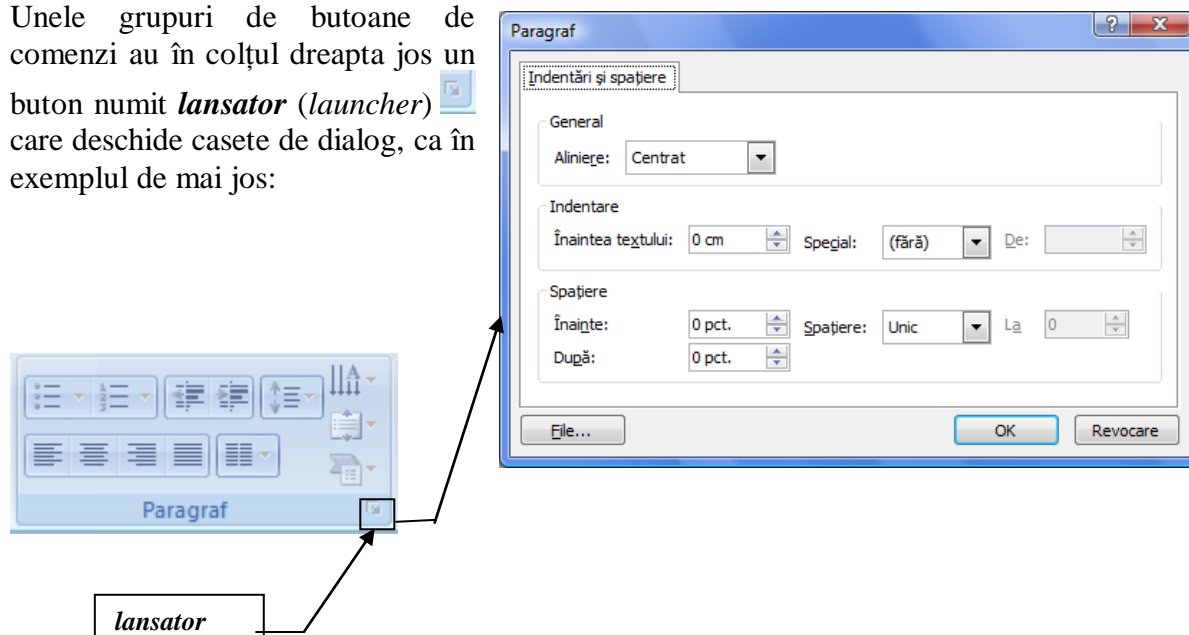 Unele grupuri de butoane de
comenzi au în colțul dreapta jos un
buton numit lansator (launcher)
care deschide casete de dialog, ca în
exemplul de mai jos:
Paragraf
Indentări și spațiere
General
Aliniere: Centrat
Indentare
Înaintea textului: 0 cm Special: (fără) De:
Spațiere
Înainte: 0 pct. Spațiere: Unic La 0
După: 0 pct.
File... OK Revocare
Paragraf
lansator